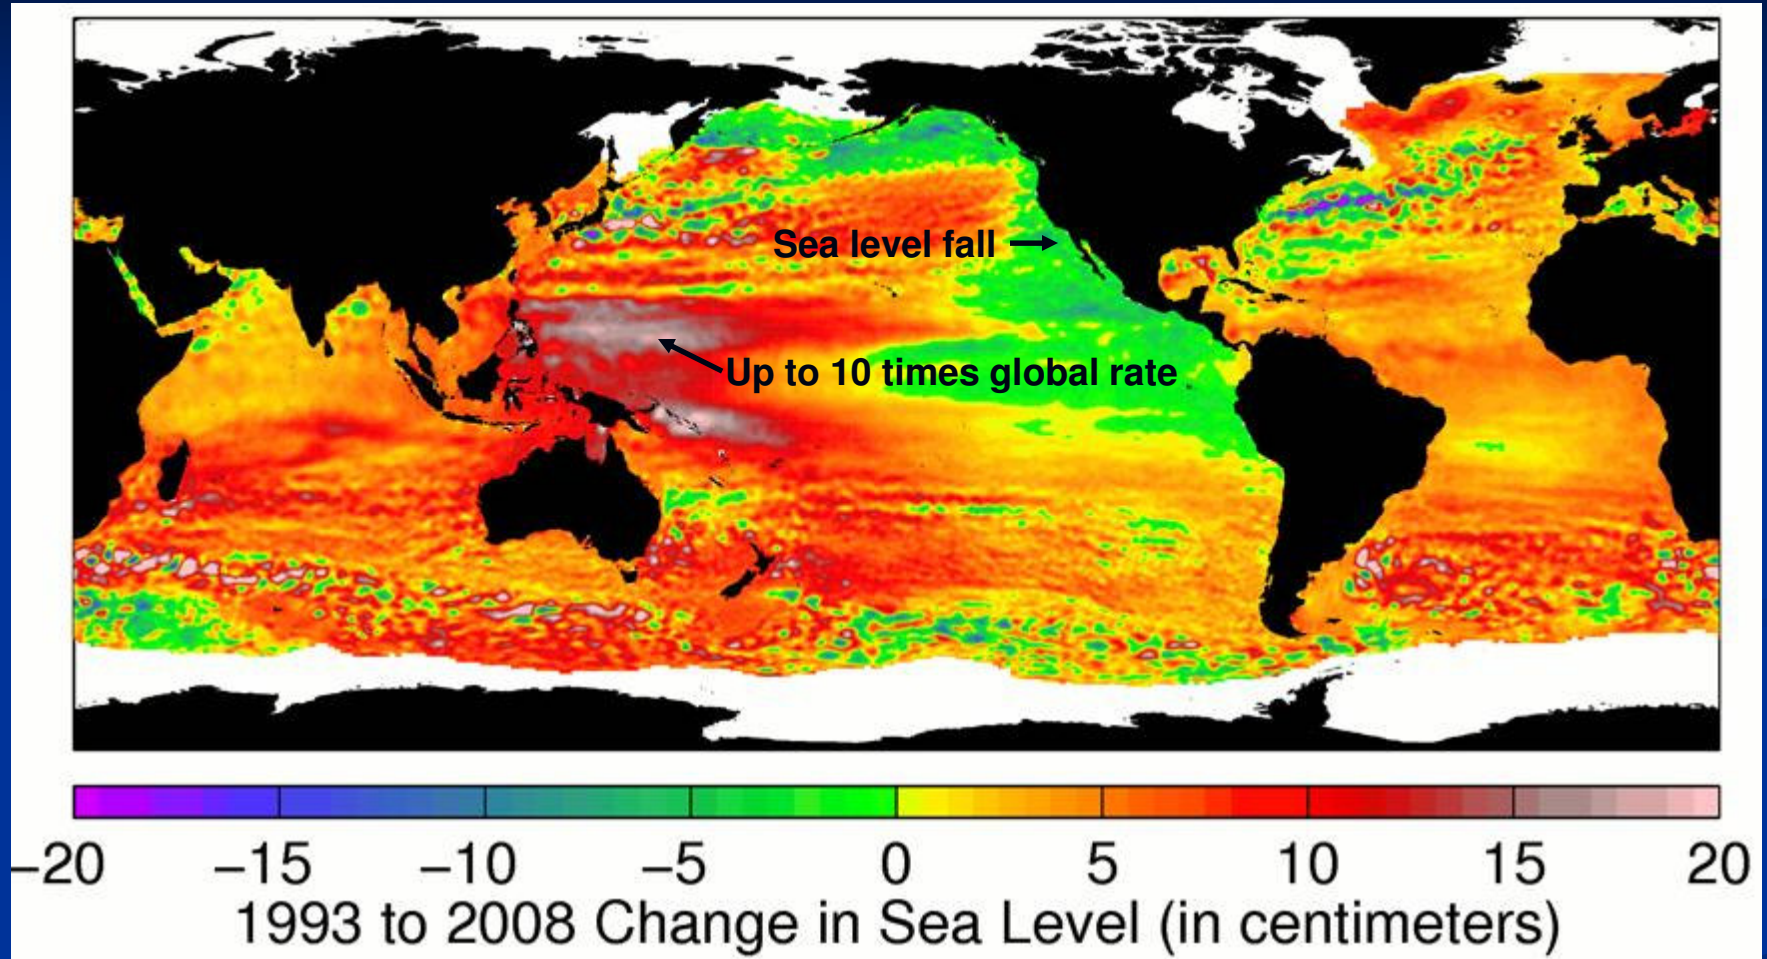 Sea level fall
Up to 10 times global rate
−20 −15 −10 −5 0 5 10 15 20
1993 to 2008 Change in Sea Level (in centimeters)